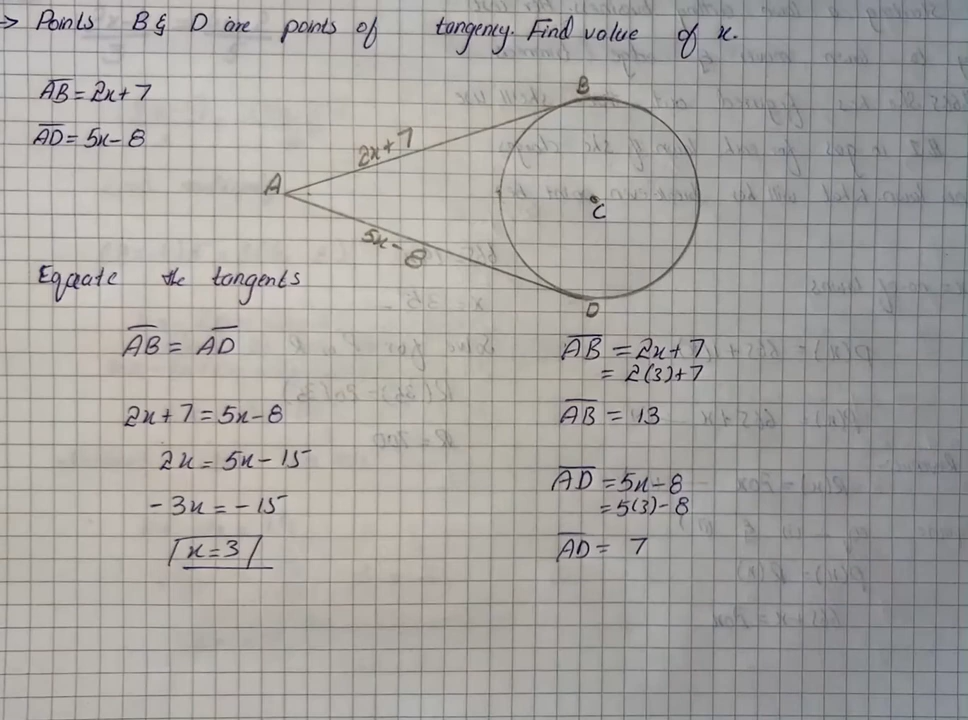 → Points B & D are points of tangency. Find value of x.
AB = 2x+7
AD = 5x-8
B
2x+7
A
C
5x-8
D
Equate the tangents
AB = AD
2x+7 = 5x-8
2x = 5x-15
-3x = -15
x=3
AB = 2x+7
= 2(3)+7
AB = 13
AD = 5x-8
= 5(3)-8
AD = 7